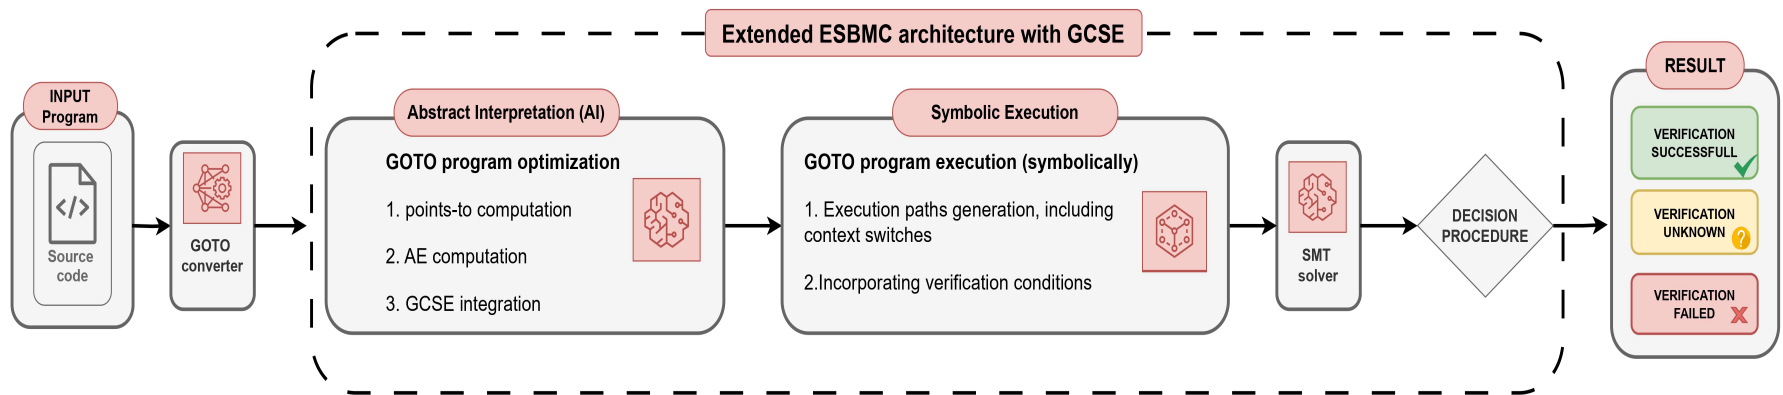 Extended ESBMC architecture with GCSE
INPUT
Program
Source
code
GOTO
converter
Abstract Interpretation (AI)
GOTO program optimization
1. points-to computation
2. AE computation
3. GCSE integration
Symbolic Execution
GOTO program execution (symbolically)
1. Execution paths generation, including
context switches
2.Incorporating verification conditions
SMT
solver
DECISION
PROCEDURE
RESULT
VERIFICATION
SUCCESSFULL
VERIFICATION
UNKNOWN
?
VERIFICATION
FAILED